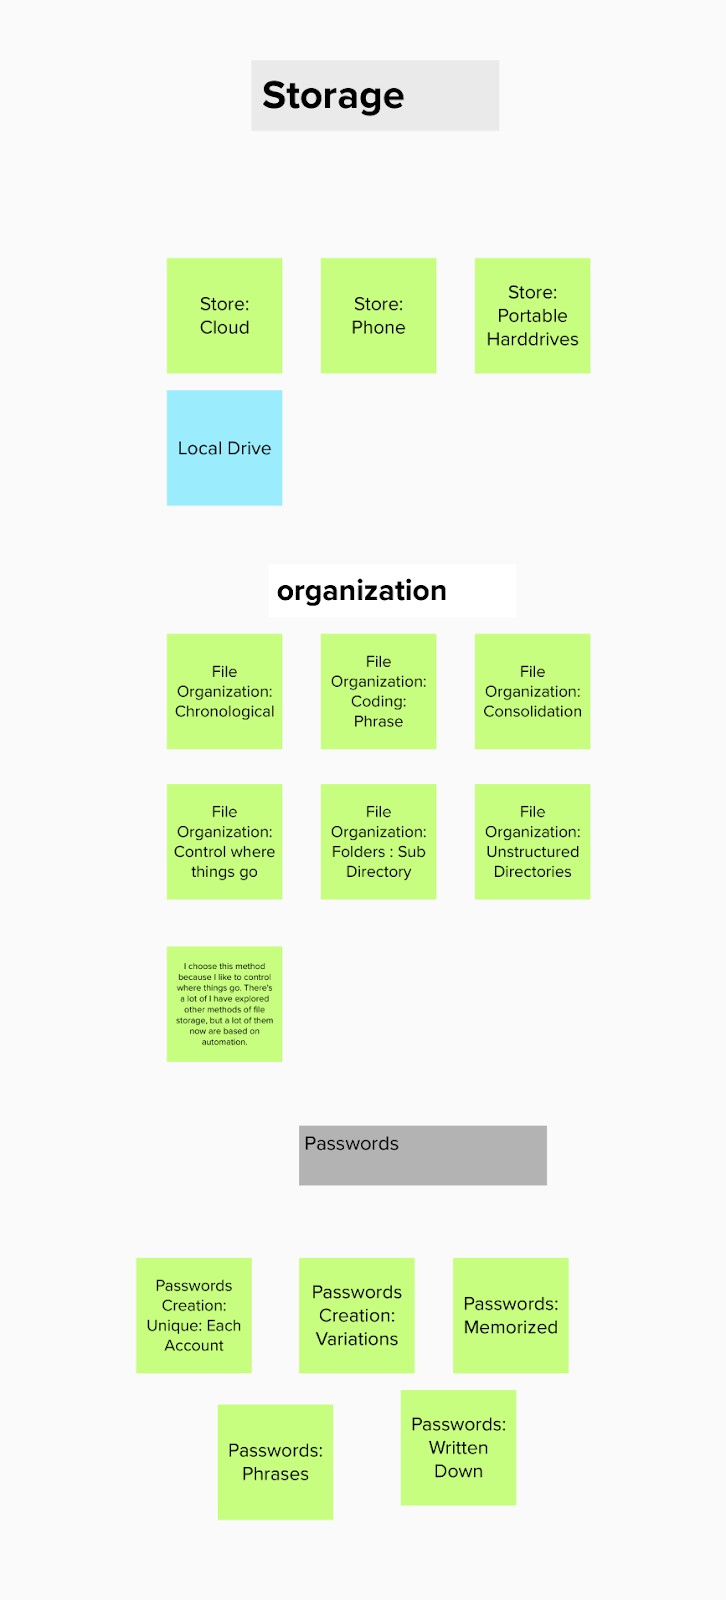 Storage
Store:
Cloud
Store:
Phone
Store:
Portable
Harddrives
Local Drive
organization
File
Organization:
Chronological
File
Organization:
Coding:
Phrase
File
Organization:
Consolidation
File
Organization:
Control where
things go
File
Organization:
Folders : Sub
Directory
File
Organization:
Unstructured
Directories
I choose this method
because I like to control
where things go. There's
a lot of I have explored
other methods of file
storage, but a lot of them
now are based on
automation.
Passwords
Passwords
Creation:
Unique: Each
Account
Passwords
Creation:
Variations
Passwords:
Memorized
Passwords:
Phrases
Passwords:
Written
Down